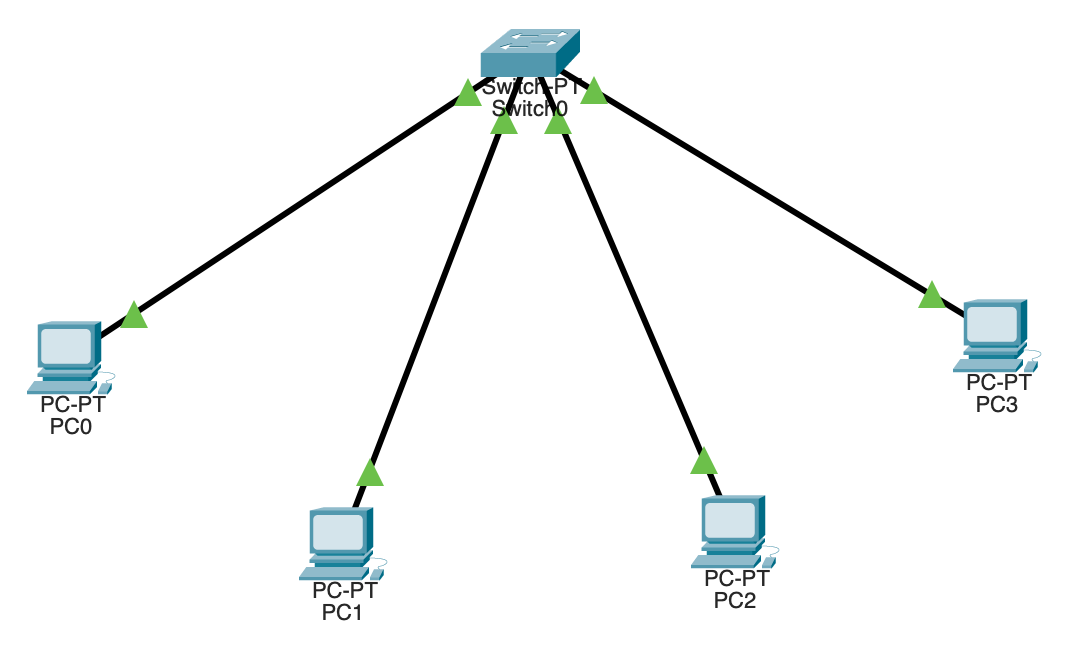 Switch-PT
Switch0
PC-PT
PC0
PC-PT
PC1
PC-PT
PC2
PC-PT
PC3